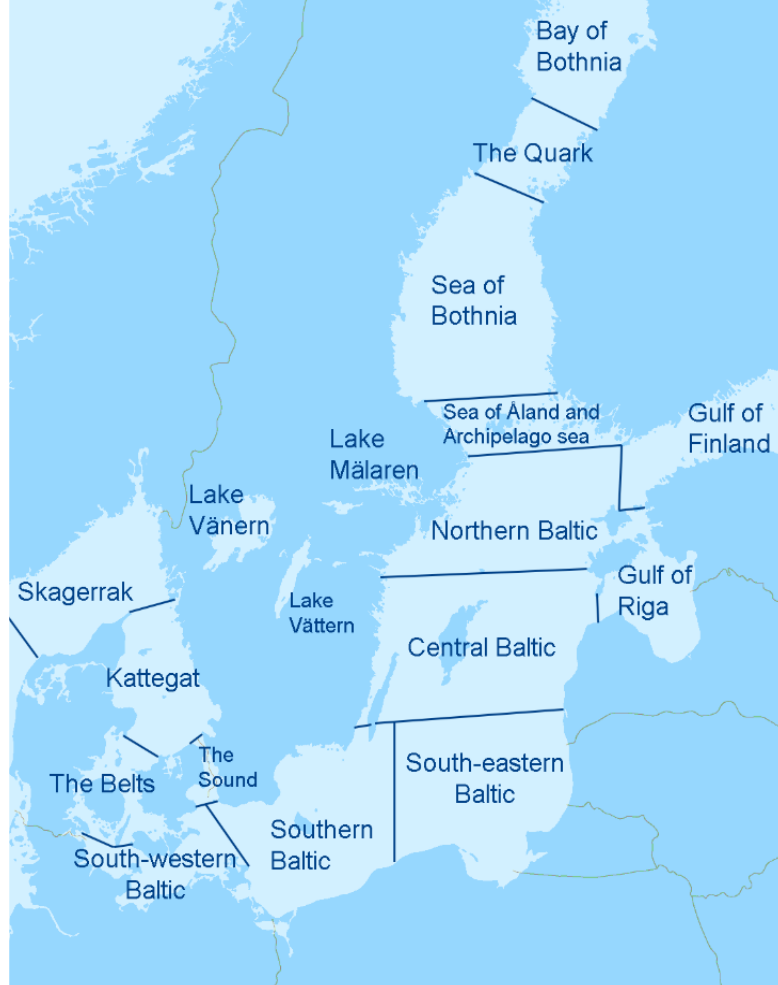 Bay of
Bothnia
The Quark
Sea of
Bothnia
Sea of Åland and
Archipelago sea
Gulf of
Finland
Lake
Mälaren
Lake
Vänern
Northern Baltic
Skagerrak
Lake
Vättern
Gulf of
Riga
Central Baltic
Kattegat
The
Sound
The Belts
South-eastern
Baltic
Southern
Baltic
South-western
Baltic